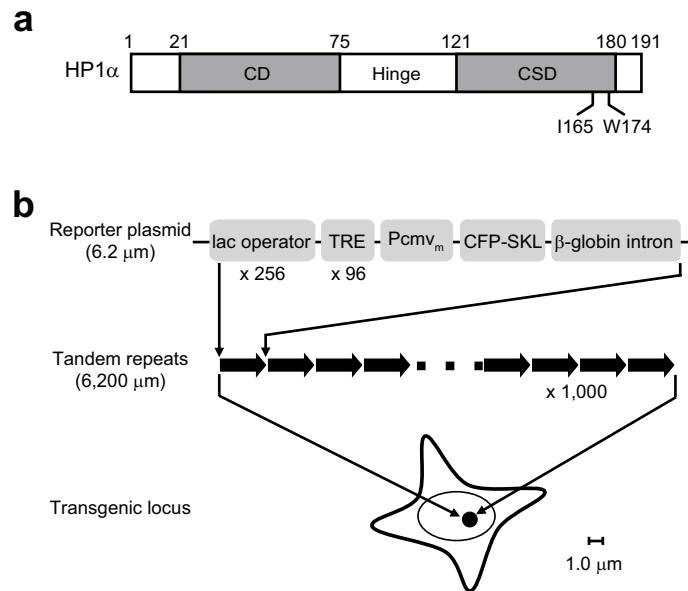 a
1 21 75 121 180 191
HP1α CD Hinge CSD
I165 W174
b
Reporter plasmid
(6.2 μm)
lac operator TRE Pcmvm CFP-SKL β-globin intron
x 256 x 96
Tandem repeats
(6,200 μm)
x 1,000
Transgenic locus
1.0 μm